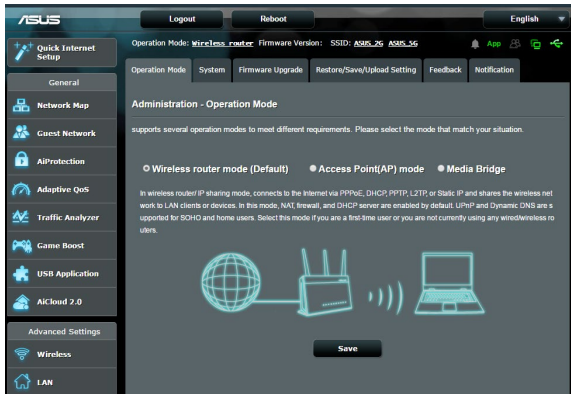 ASUS
Logout
Reboot
English
Quick Internet
Setup
Operation Mode: Wireless router Firmware Version: SSID: ASUS_2G ASUS_5G
App
Operation Mode
System
Firmware Upgrade
Restore/Save/Upload Setting
Feedback
Notification
General
Network Map
Guest Network
AiProtection
Adaptive QoS
Traffic Analyzer
Game Boost
USB Application
AiCloud 2.0
Advanced Settings
Wireless
LAN
Administration - Operation Mode
supports several operation modes to meet different requirements. Please select the mode that match your situation.
Wireless router mode (Default)
Access Point(AP) mode
Media Bridge
In wireless router/ IP sharing mode, connects to the Internet via PPPoE, DHCP, PPTP, L2TP, or Static IP and shares the wireless net
work to LAN clients or devices. In this mode, NAT, firewall, and DHCP server are enabled by default. UPnP and Dynamic DNS are s
upported for SOHO and home users. Select this mode if you are a first-time user or you are not currently using any wired/wireless ro
uters.
Save